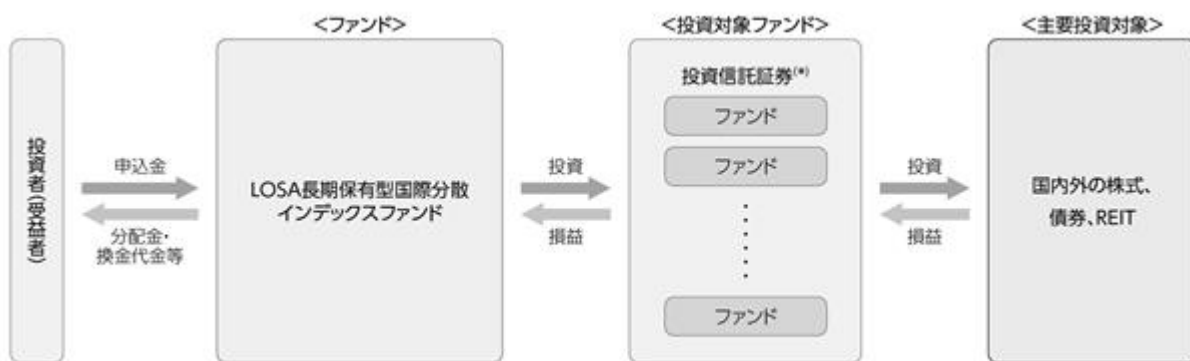 <ファンド>
<投資対象ファンド>
<主要投資対象>
投資者(受益者)
申込金
分配金・
換金代金等
LOSA長期保有型国際分散
インデックスファンド
投資
損益
投資信託証券(*)
ファンド
ファンド
ファンド
投資
損益
国内外の株式、
債券、REIT